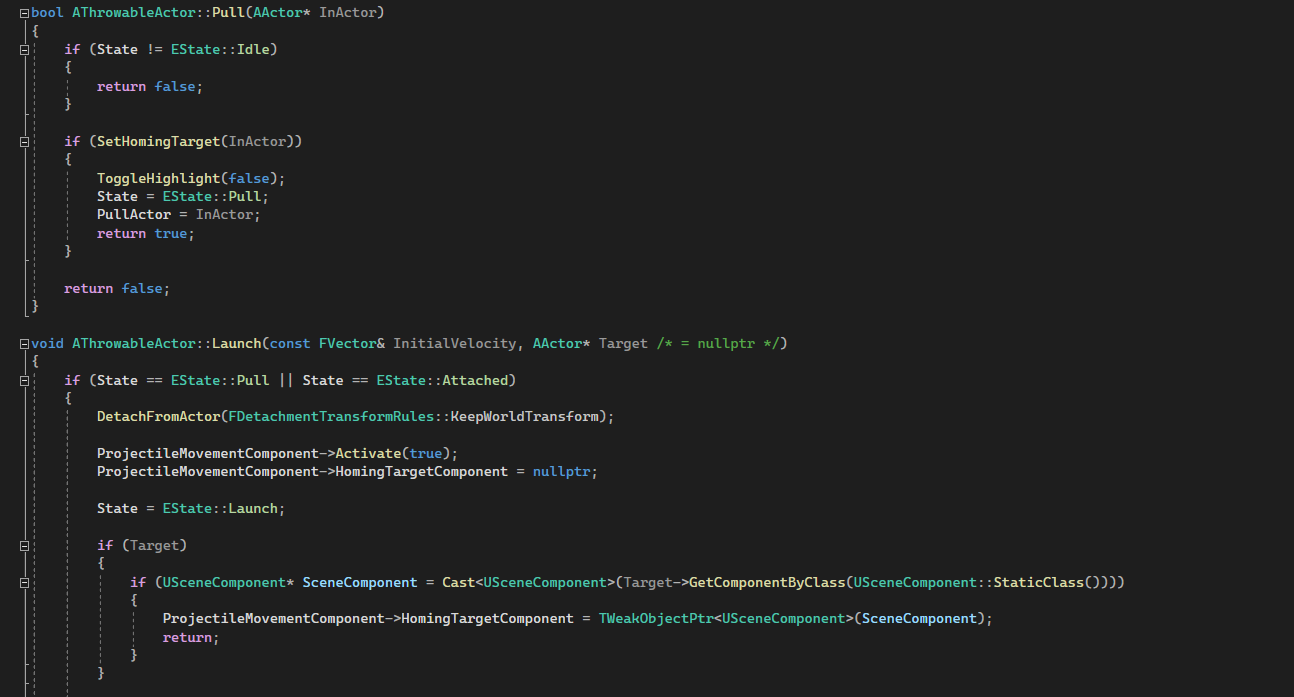 bool AThrowableActor::Pull(AActor* InActor)
{
if (State != EState::Idle)
{
return false;
}
if (SetHomingTarget(InActor))
{
ToggleHighlight(false);
State = EState::Pull;
PullActor = InActor;
return true;
}
return false;
}
void AThrowableActor::Launch(const FVector& InitialVelocity, AActor* Target /* = nullptr */)
{
if (State == EState::Pull || State == EState::Attached)
{
DetachFromActor(FDetachmentTransformRules::KeepWorldTransform);
ProjectileMovementComponent->Activate(true);
ProjectileMovementComponent->HomingTargetComponent = nullptr;
State = EState::Launch;
if (Target)
{
if (USceneComponent* SceneComponent = Cast<USceneComponent>(Target->GetComponentByClass(USceneComponent::StaticClass())))
{
ProjectileMovementComponent->HomingTargetComponent = TWeakObjectPtr<USceneComponent>(SceneComponent);
return;
}
}